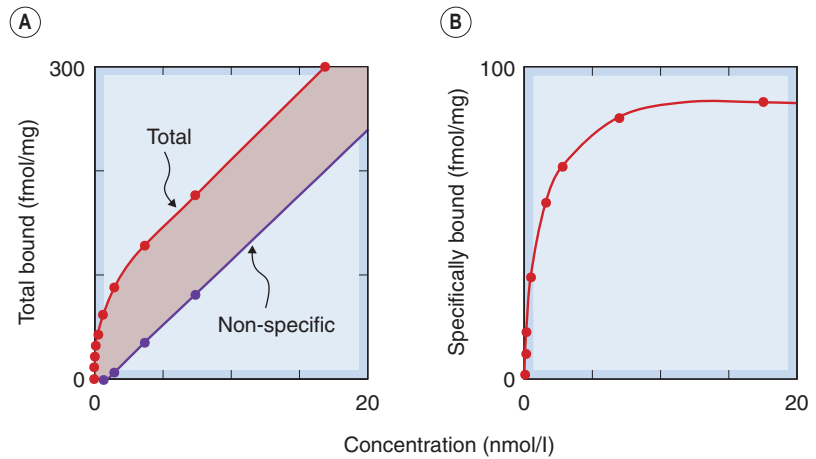 A
Total bound (fmol/mg)
300
0
Total
Non-specific
0
20
B
Specifically bound (fmol/mg)
100
0
0
20
Concentration (nmol/l)